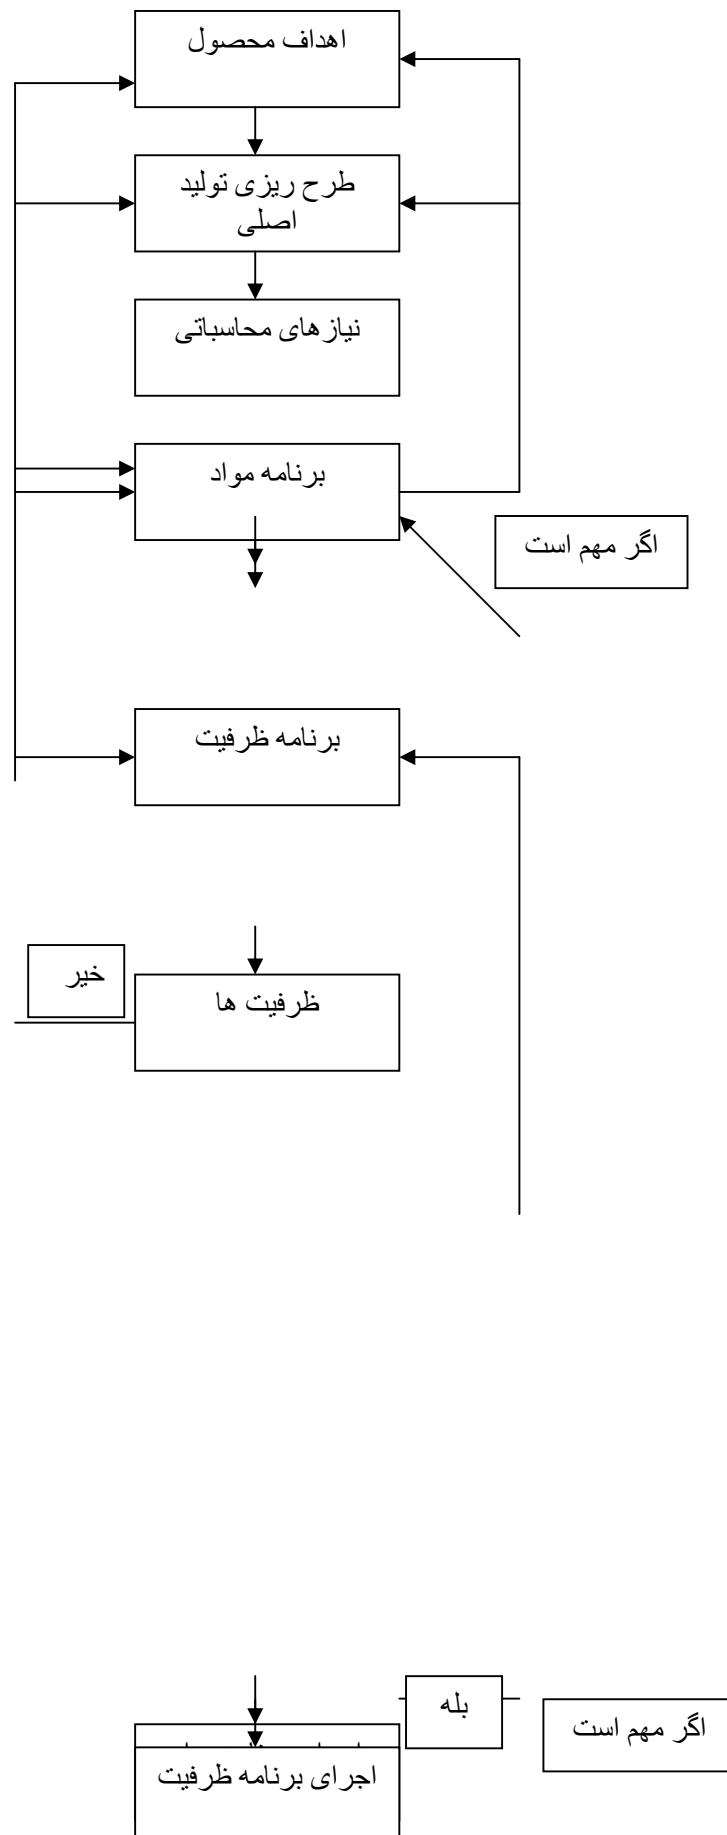 اهداف محصول
طرح ریزی تولید
اصلی
نیازهای محاسباتی
برنامه مواد
اگر مهم است
برنامه ظرفیت
خیر
ظرفیت ها
بله
اگر مهم است
اجرای برنامه ظرفیت